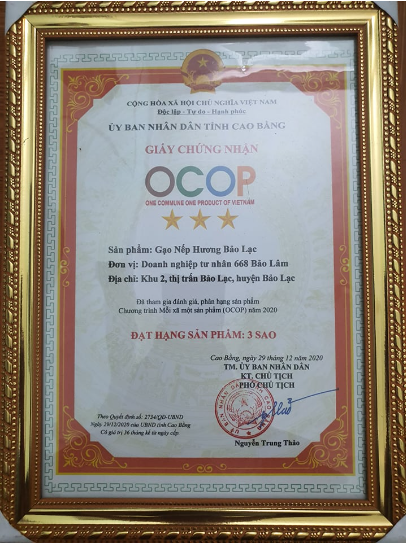 CỘNG HÒA XÃ HỘI CHỦ NGHĨA VIỆT NAM
Độc lập - Tự do - Hạnh phúc
ỦY BAN NHÂN DÂN TỈNH CAO BẰNG
GIẤY CHỨNG NHẬN
OCOP
ONE COMMUNE ONE PRODUCT OF VIETNAM
Sản phẩm: Gạo Nếp Hương Bảo Lạc
Đơn vị: Doanh nghiệp tư nhân 668 Bảo Lâm
Địa chỉ: Khu 2, thị trấn Bảo Lạc, huyện Bảo Lạc
Đã tham gia đánh giá, phân hạng sản phẩm
Chương trình Mỗi xã một sản phẩm (OCOP) năm 2020
ĐẠT HẠNG SẢN PHẨM: 3 SAO
Cao Bằng, ngày 29 tháng 12 năm 2020
TM. ỦY BAN NHÂN DÂN
KT. CHỦ TỊCH
PHÓ CHỦ TỊCH
Theo Quyết định số: 2734/QĐ-UBND
Ngày 29/12/2020 của UBND tỉnh Cao Bằng
Có giá trị 36 tháng kể từ ngày cấp
Nguyễn Trung Thảo